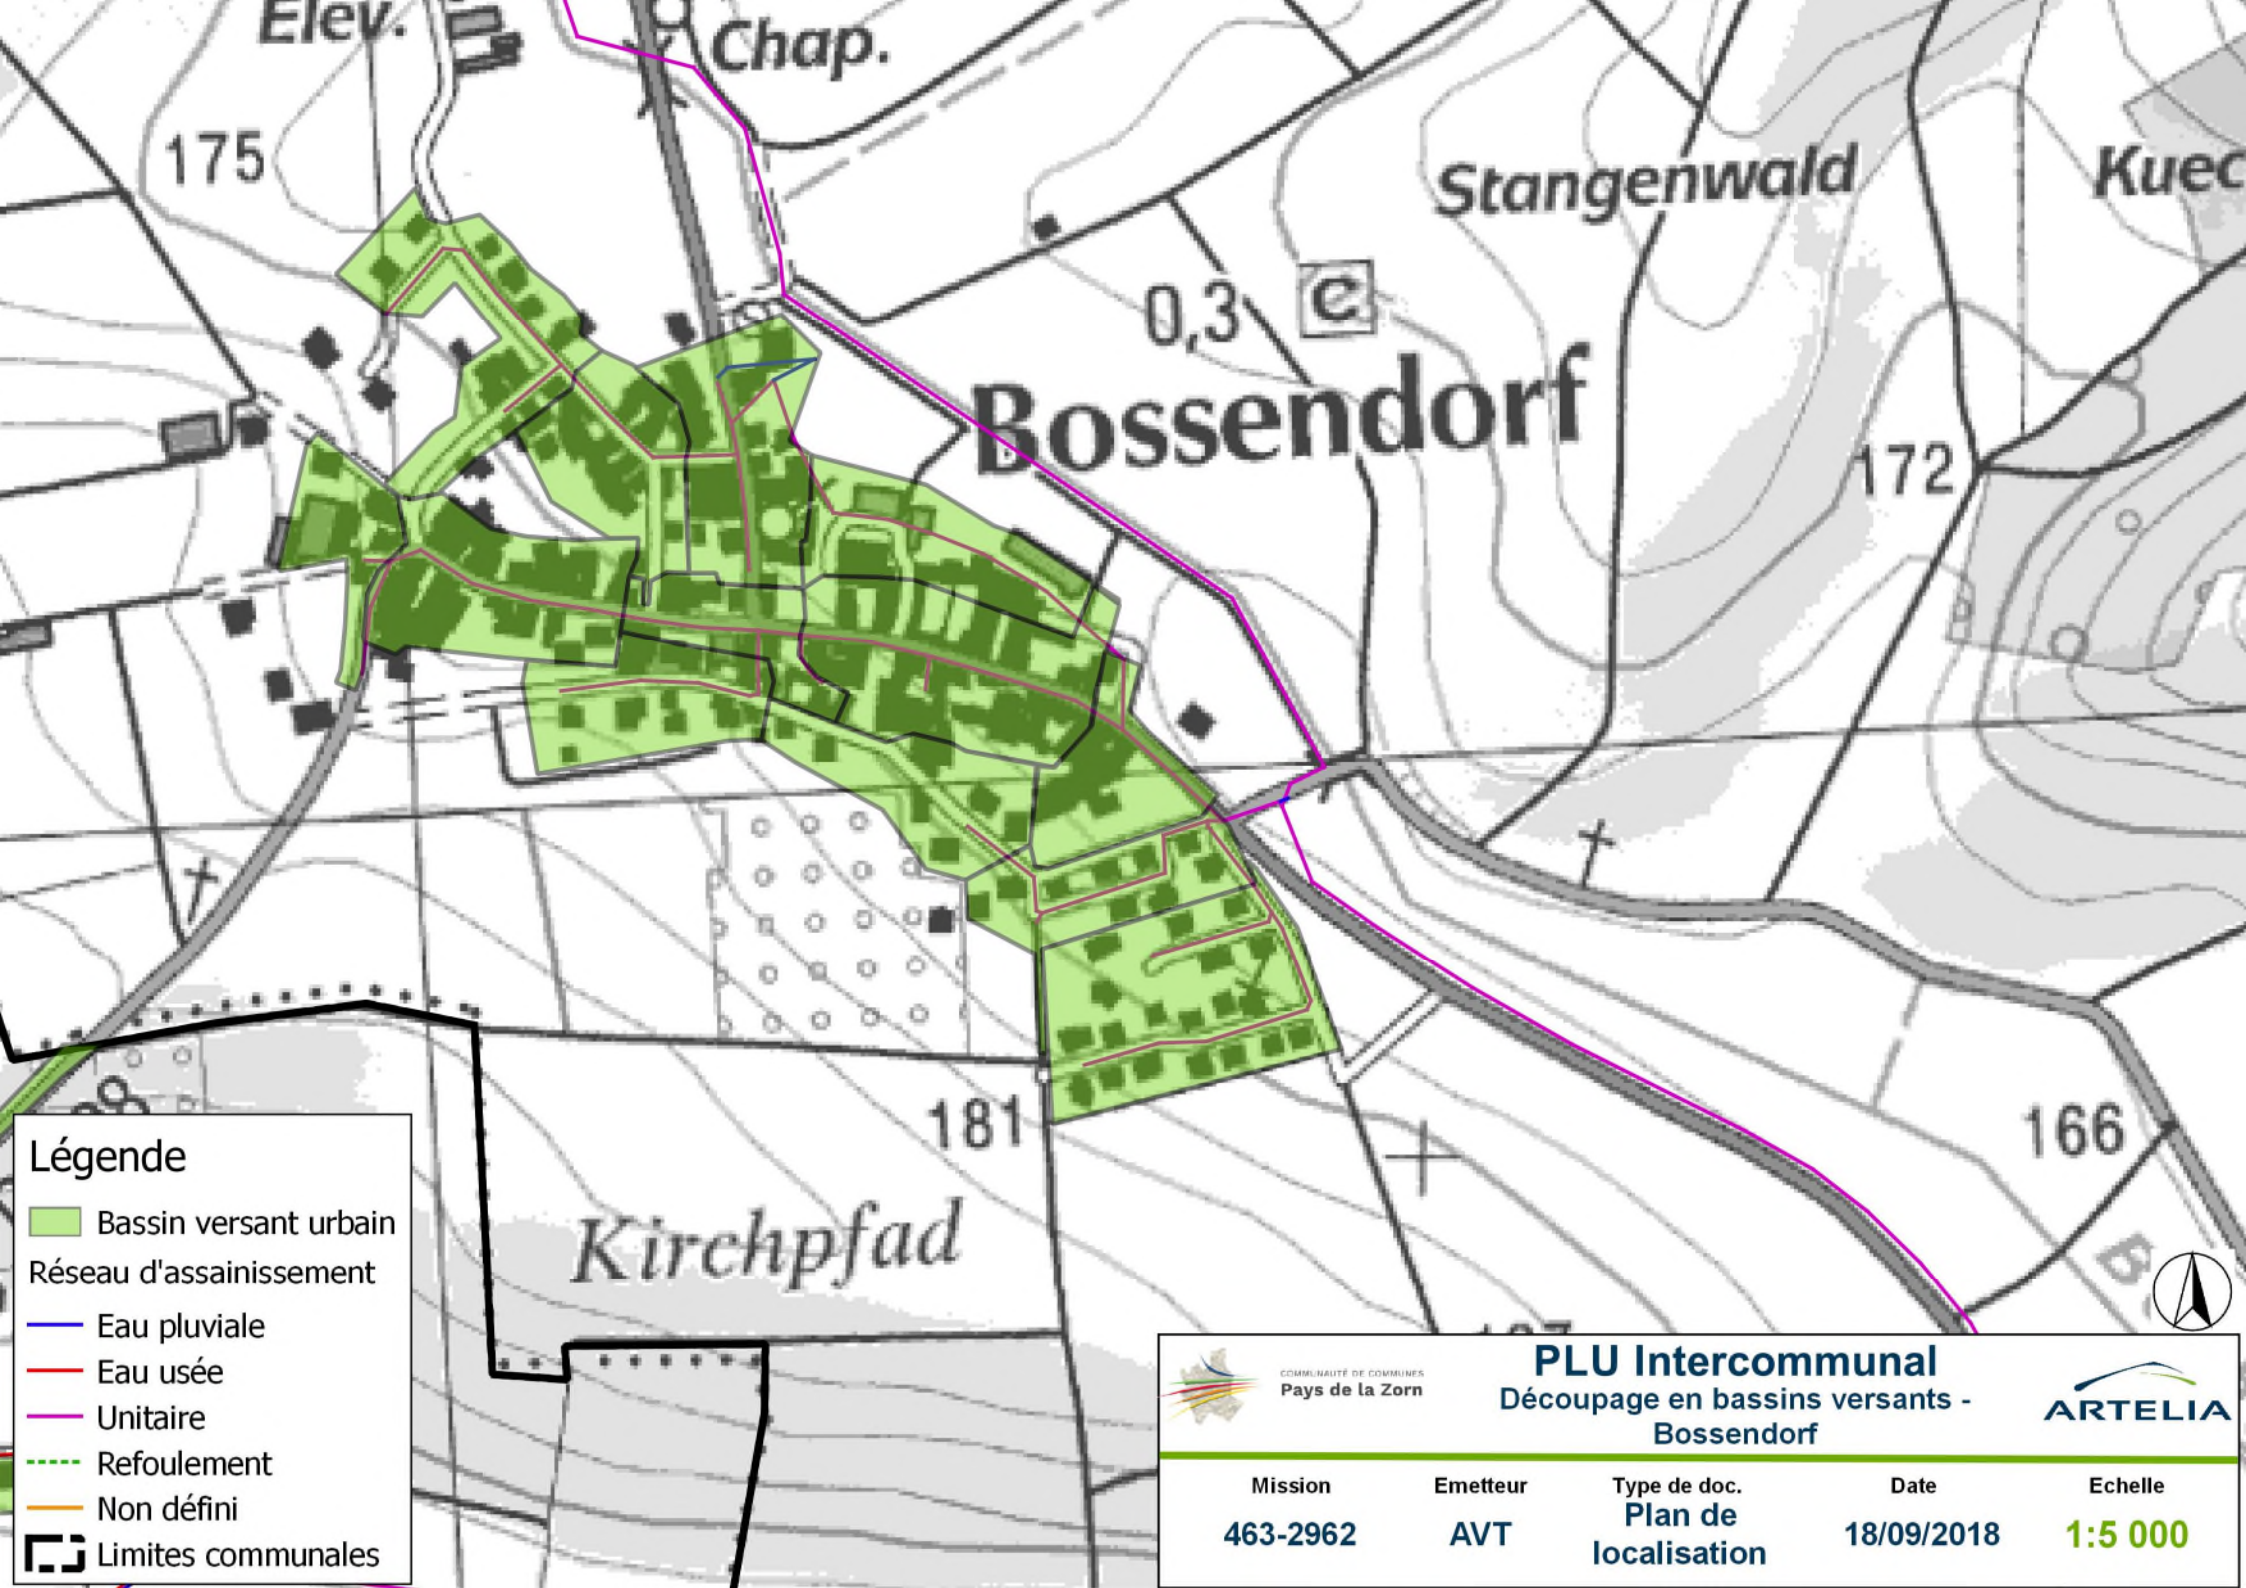 Elev.
Chap.
175
Stangenwald
Kuec
0,3
C
Bossendorf
172
181
166
Kirchpfad
Légende
Bassin versant urbain
Réseau d'assainissement
Eau pluviale
Eau usée
Unitaire
Refoulement
Non défini
Limites communales
COMMUNAUTÉ DE COMMUNES
Pays de la Zorn
PLU Intercommunal
Découpage en bassins versants -
Bossendorf
ARTELIA
Mission
Emetteur
Type de doc.
Date
Echelle
463-2962
AVT
Plan de
localisation
18/09/2018
1:5 000